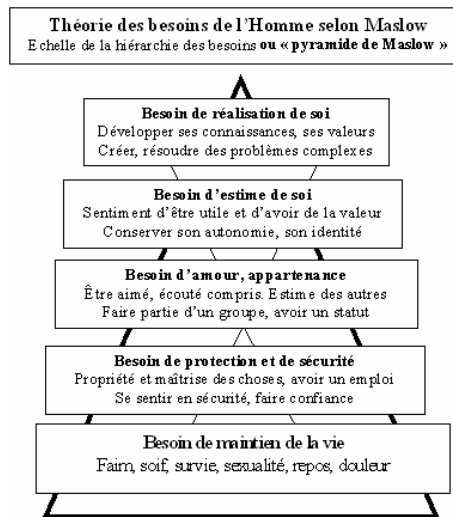 Théorie des besoins de l'Homme selon Maslow
Echelle de la hiérarchie des besoins ou « pyramide de Maslow »
Besoin de réalisation de soi
Développer ses connaissances, ses valeurs
Créer, résoudre des problèmes complexes
Besoin d'estime de soi
Sentiment d'être utile et d'avoir de la valeur
Conserver son autonomie, son identité
Besoin d'amour, appartenance
Être aimé, écouté compris. Estime des autres
Faire partie d'un groupe, avoir un statut
Besoin de protection et de sécurité
Propriété et maîtrise des choses, avoir un emploi
Se sentir en sécurité, faire confiance
Besoin de maintien de la vie
Faim, soif, survie, sexualité, repos, douleur